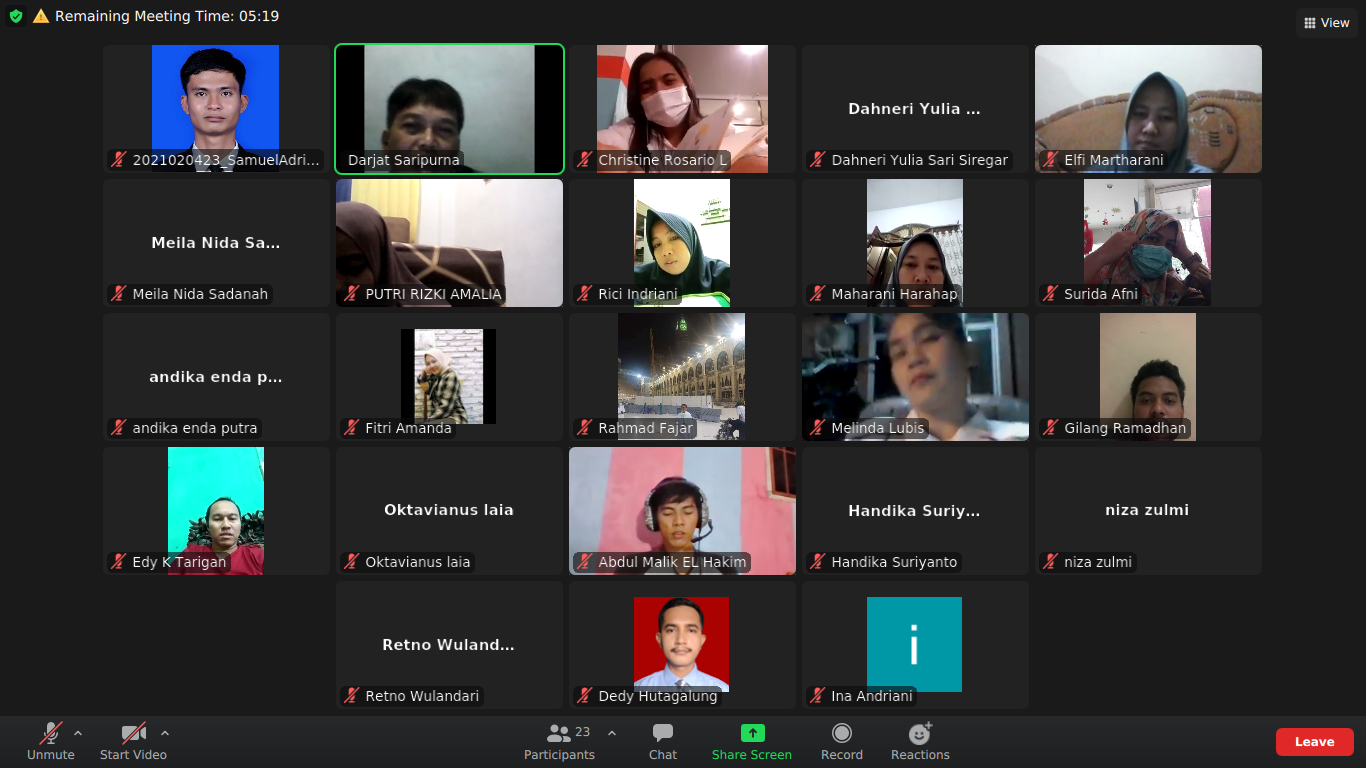 Remaining Meeting Time: 05:19
View
2021020423_SamuelAdri...
Darjat Saripurna
Christine Rosario L
Dahneri Yulia ...
Dahneri Yulia Sari Siregar
Elfi Martharani
Meila Nida Sa...
Meila Nida Sadanah
PUTRI RIZKI AMALIA
Rici Indriani
Maharani Harahap
Surida Afni
andika enda p...
andika enda putra
Fitri Amanda
Rahmad Fajar
Melinda Lubis
Gilang Ramadhan
Edy K Tarigan
Oktavianus laia
Oktavianus laia
Abdul Malik EL Hakim
Handika Suriy...
Handika Suriyanto
niza zulmi
niza zulmi
Retno Wuland...
Retno Wulandari
Dedy Hutagalung
i
Ina Andriani
Unmute
Start Video
Participants 23
Chat
Share Screen
Record
Reactions
Leave